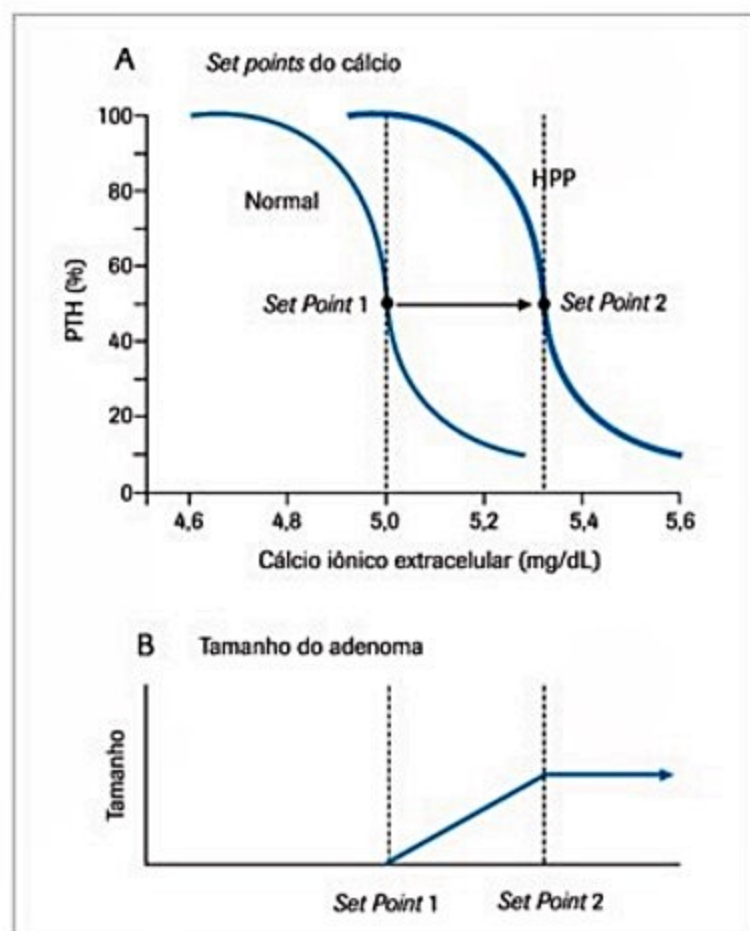 A Set points do cálcio
100
80
60
40
20
0
PTH (%)
Normal
HPP
Set Point 1
Set Point 2
4,6 4,8 5,0 5,2 5,4 5,6
Cálcio iônico extracelular (mg/dL)
B Tamanho do adenoma
Tamanho
Set Point 1 Set Point 2